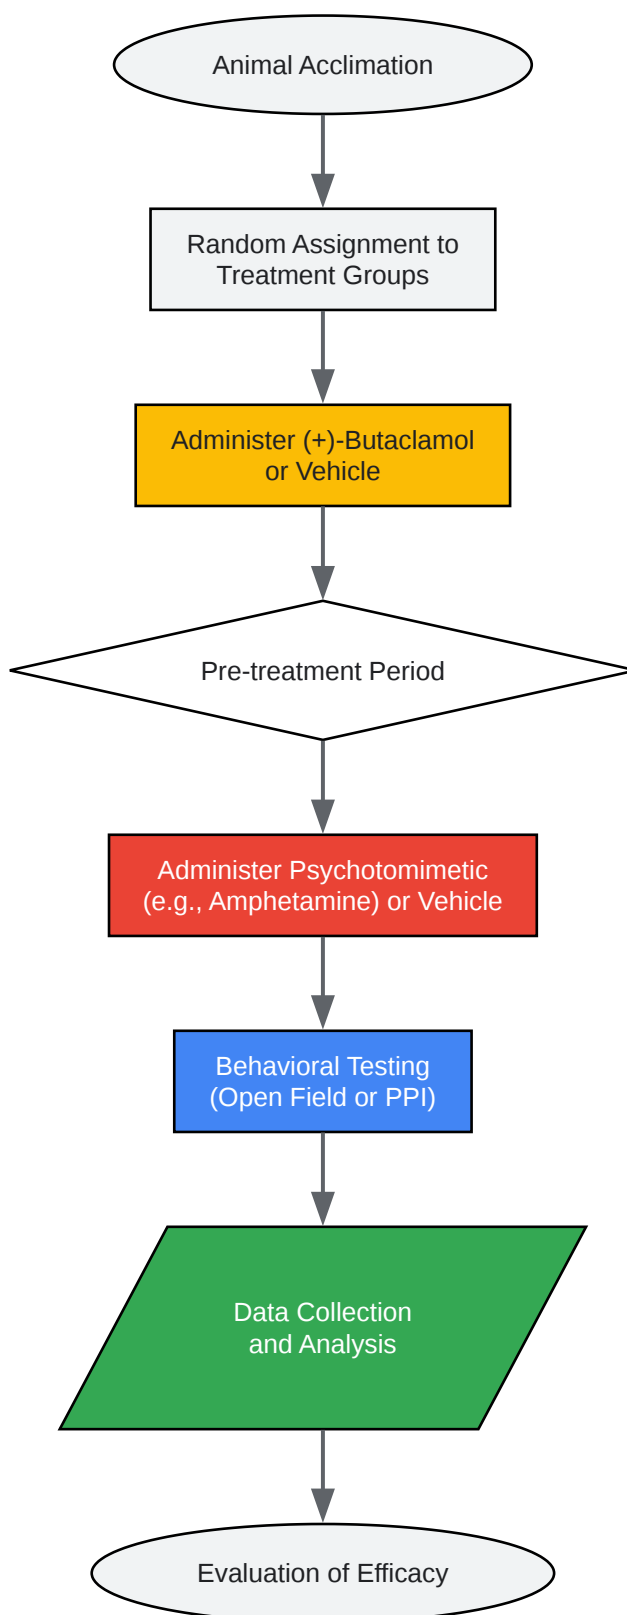 Animal Acclimation
Random Assignment to
Treatment Groups
Administer (+)-Butaclamol
or Vehicle
Pre-treatment Period
Administer Psychotomimetic
(e.g., Amphetamine) or Vehicle
Behavioral Testing
(Open Field or PPI)
Data Collection
and Analysis
Evaluation of Efficacy